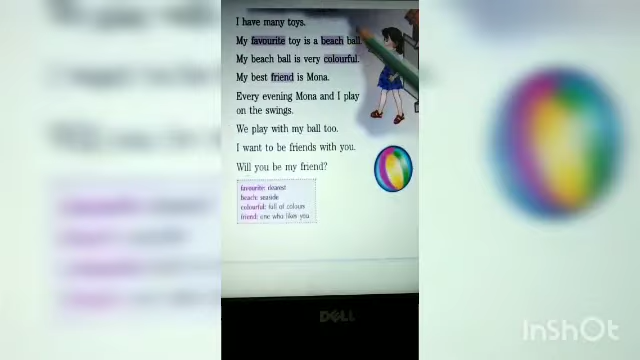 I have many toys.
My favourite toy is a beach ball.
My beach ball is very colourful.
My best friend is Mona.
Every evening Mona and I play
on the swings.
We play with my ball too.
I want to be friends with you.
Will you be my friend?
favourite: dearest
beach: seaside
colourful: full of colours
friend: one who likes you
DELL
InShOt